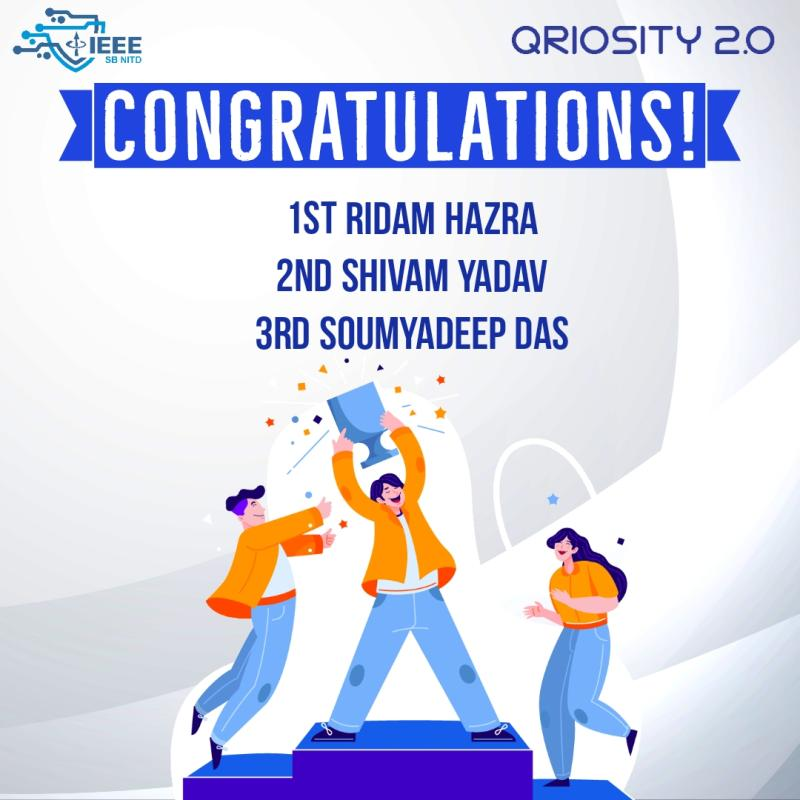 IEEE
SB NITD
QRIOSITY 2.0
CONGRATULATIONS!
1ST RIDAM HAZRA
2ND SHIVAM YADAV
3RD SOUMYADEEP DAS